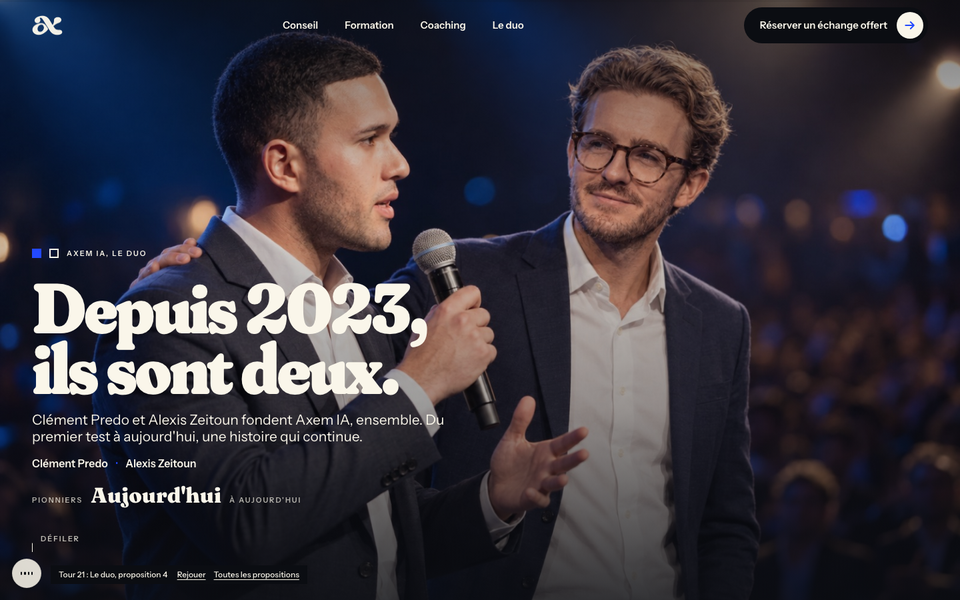 Conseil Formation Coaching Le duo
Réserver un échange offert
AXEM IA, LE DUO
Depuis 2023,
ils sont deux.
Clément Predo et Alexis Zeitoun fondent Axem IA, ensemble. Du
premier test à aujourd'hui, une histoire qui continue.
Clément Predo · Alexis Zeitoun
PIONNIERS Aujourd'hui À AUJOURD'HUI
DÉFILER
Tour 21 : Le duo, proposition 4 Rejouer Toutes les propositions